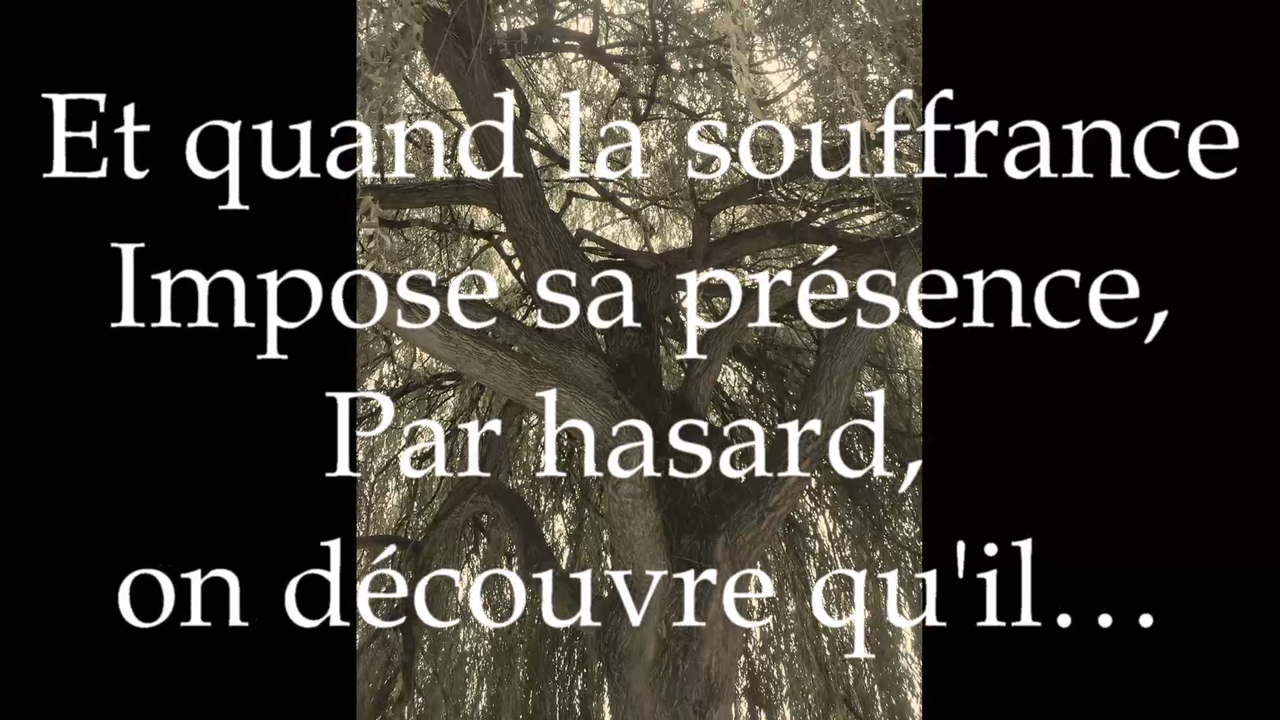 Et quand la souffrance
Impose sa présence,
Par hasard,
on découvre qu'il…